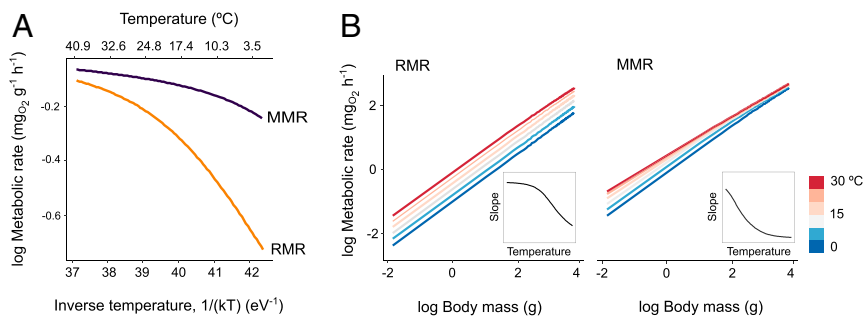 A
Temperature (ºC)
40.9 32.6 24.8 17.4 10.3 3.5
log Metabolic rate (mgO2 g-1 h-1)
-0.2
-0.4
-0.6
MMR
RMR
37 38 39 40 41 42
Inverse temperature, 1/(kT) (eV-1)
B
RMR
MMR
log Metabolic rate (mgO2 h-1)
2
0
-2
Slope
Temperature
Slope
Temperature
-2 0 2 4
-2 0 2 4
log Body mass (g)
log Body mass (g)
30 ºC
15
0